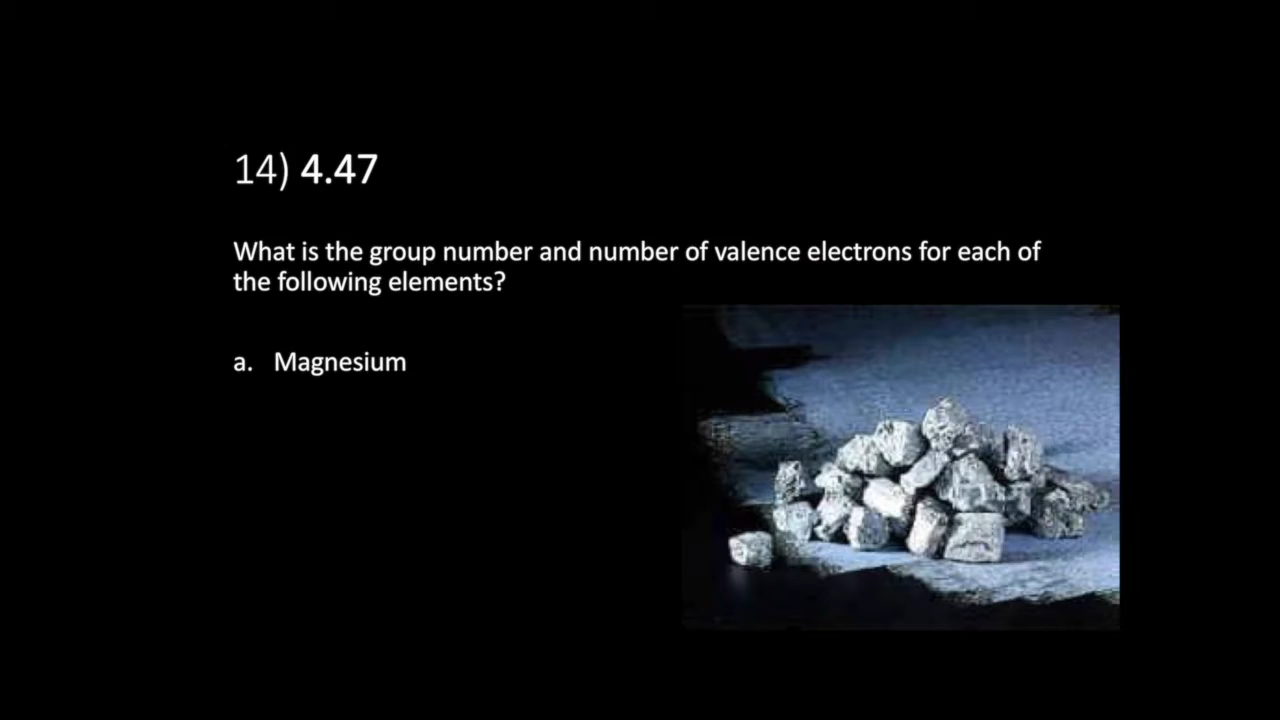 14) 4.47
What is the group number and number of valence electrons for each of
the following elements?
a. Magnesium